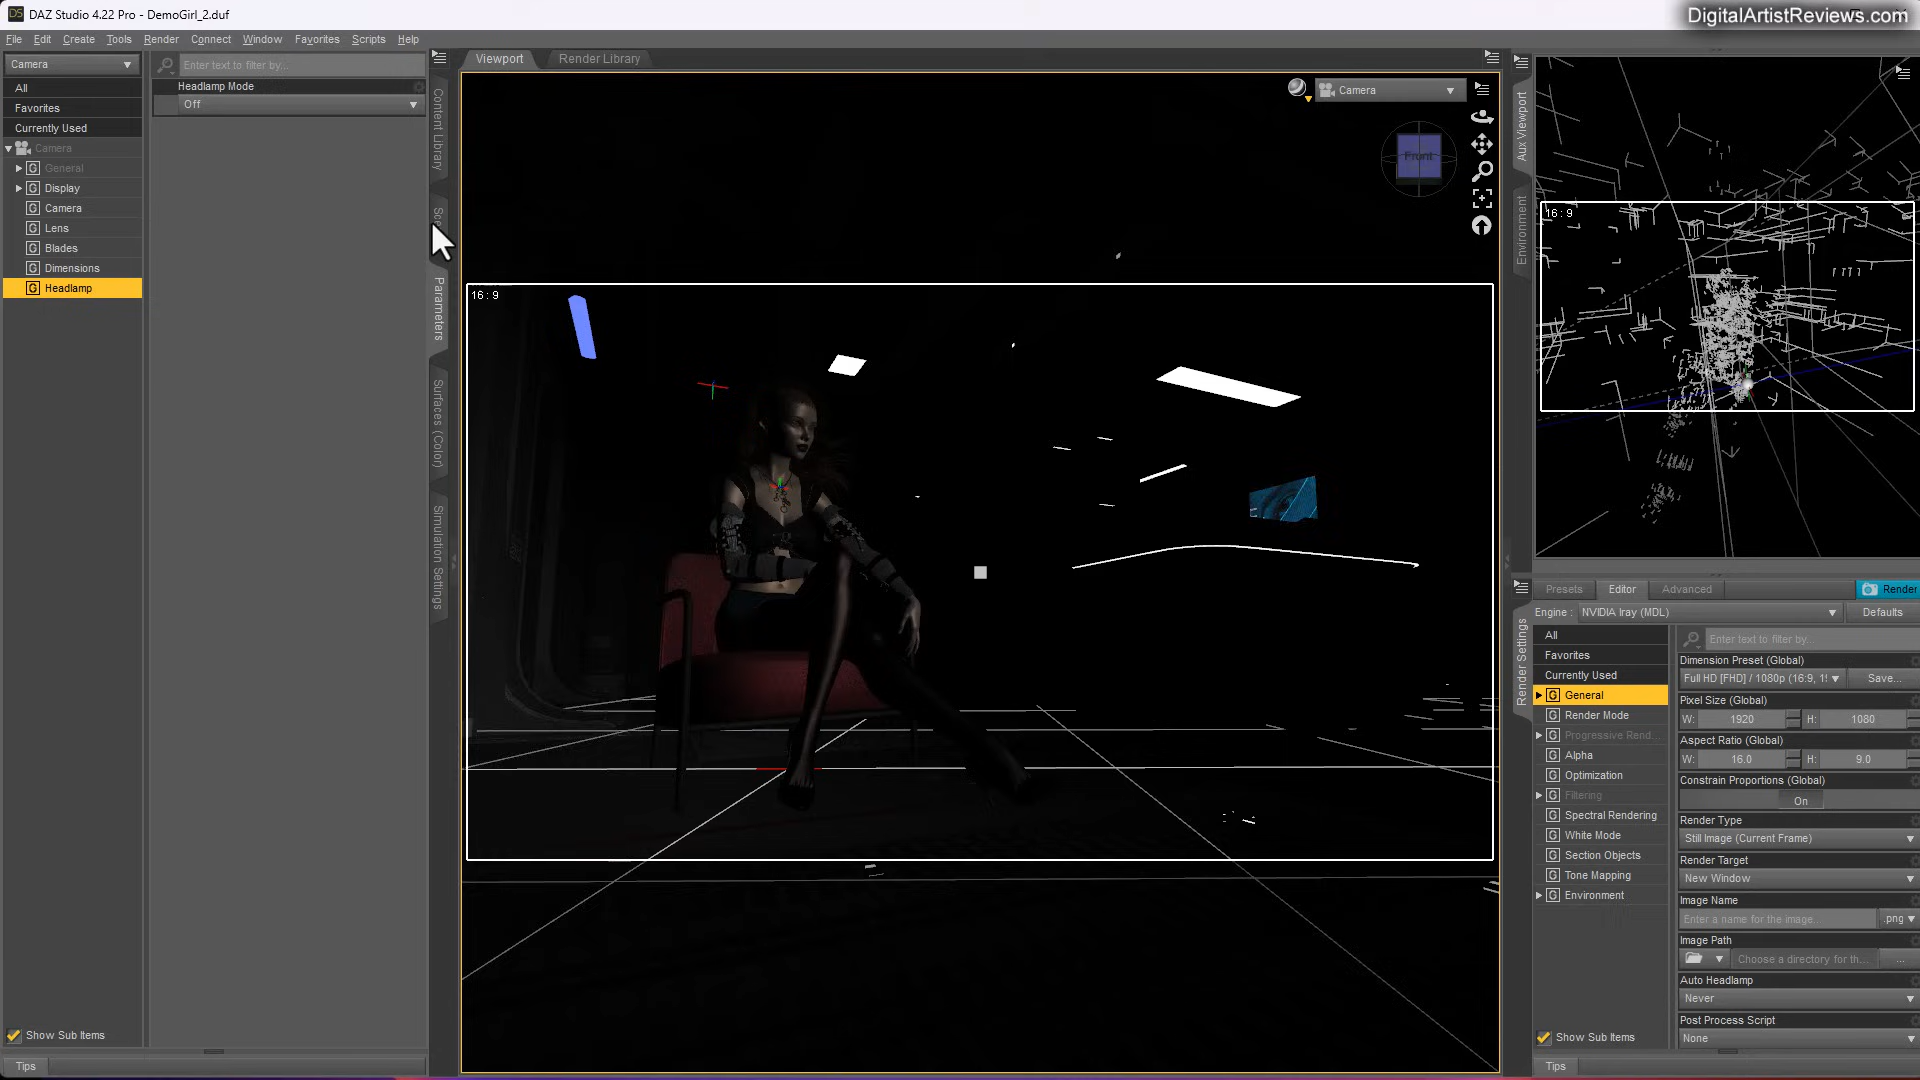 DAZ Studio 4.22 Pro - DemoGirl_2.duf
DigitalArtistReviews.com
File Edit Create Tools Render Connect Window Favorites Scripts Help
Camera
All
Favorites
Currently Used
Camera
General
Display
Camera
Lens
Blades
Dimensions
Headlamp
Show Sub Items
Tips
Enter text to filter by...
Headlamp Mode
Off
Content Library
Parameters
Surfaces (Color)
Simulation Settings
Viewport
Render Library
Camera
Front
16 : 9
Aux Viewport
Environment
16 : 9
Presets
Editor
Advanced
Render
Engine :
NVIDIA Iray (MDL)
Defaults
Render Settings
All
Favorites
Currently Used
General
Render Mode
Progressive Rend...
Alpha
Optimization
Filtering
Spectral Rendering
White Mode
Section Objects
Tone Mapping
Environment
Show Sub Items
Tips
Enter text to filter by...
Dimension Preset (Global)
Full HD [FHD] / 1080p (16:9, 1
Save...
Pixel Size (Global)
W: 1920 H: 1080
Aspect Ratio (Global)
W: 16.0 H: 9.0
Constrain Proportions (Global)
On
Render Type
Still Image (Current Frame)
Render Target
New Window
Image Name
Enter a name for the image...
.png
Image Path
Choose a directory for th...
...
Auto Headlamp
Never
Post Process Script
None